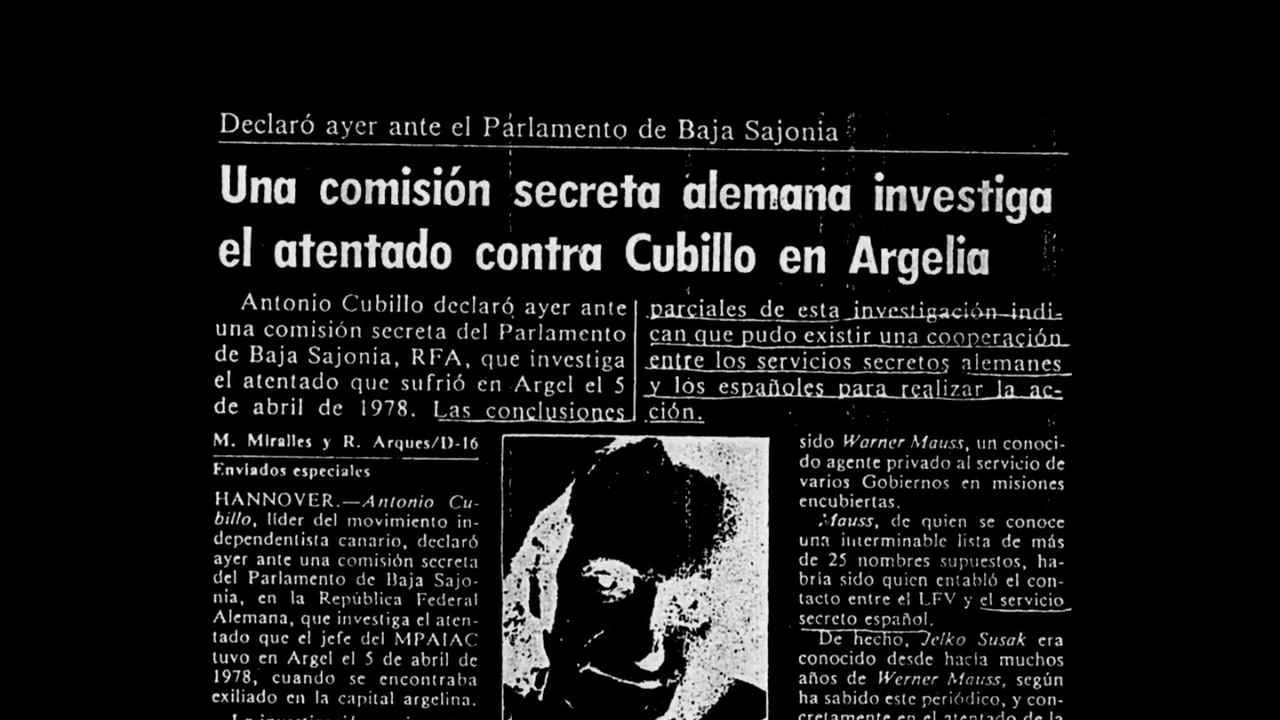 Declaró ayer ante el Parlamento de Baja Sajonia
Una comisión secreta alemana investiga
el atentado contra Cubillo en Argelia
Antonio Cubillo declaró ayer ante
una comisión secreta del Parlamento
de Baja Sajonia, RFA, que investiga
el atentado que sufrió en Argel el 5
de abril de 1978. Las conclusiones
parciales de esta investigación indi-
can que pudo existir una cooperación
entre los servicios secretos alemanes
y los españoles para realizar la ac-
ción.
M. Miralles y R. Arques/D-16
Enviados especiales
HANNOVER.—Antonio Cu-
billo, líder del movimiento in-
dependentista canario, declaró
ayer ante una comisión secreta
del Parlamento de Baja Sajo-
nia, en la República Federal
Alemana, que investiga el aten-
tado que el jefe del MPAIAC
tuvo en Argel el 5 de abril de
1978, cuando se encontraba
exiliado en la capital argelina.
sido Warner Mauss, un conoci-
do agente privado al servicio de
varios Gobiernos en misiones
encubiertas.
Mauss, de quien se conoce
una interminable lista de más
de 25 nombres supuestos, ha-
bría sido quien entabló el con-
tacto entre el LFV y el servicio
secreto español.
De hecho, Jelko Susak era
conocido desde hacía muchos
años de Werner Mauss, según
ha sabido este periódico, y con-
cretamente en el atentado de la